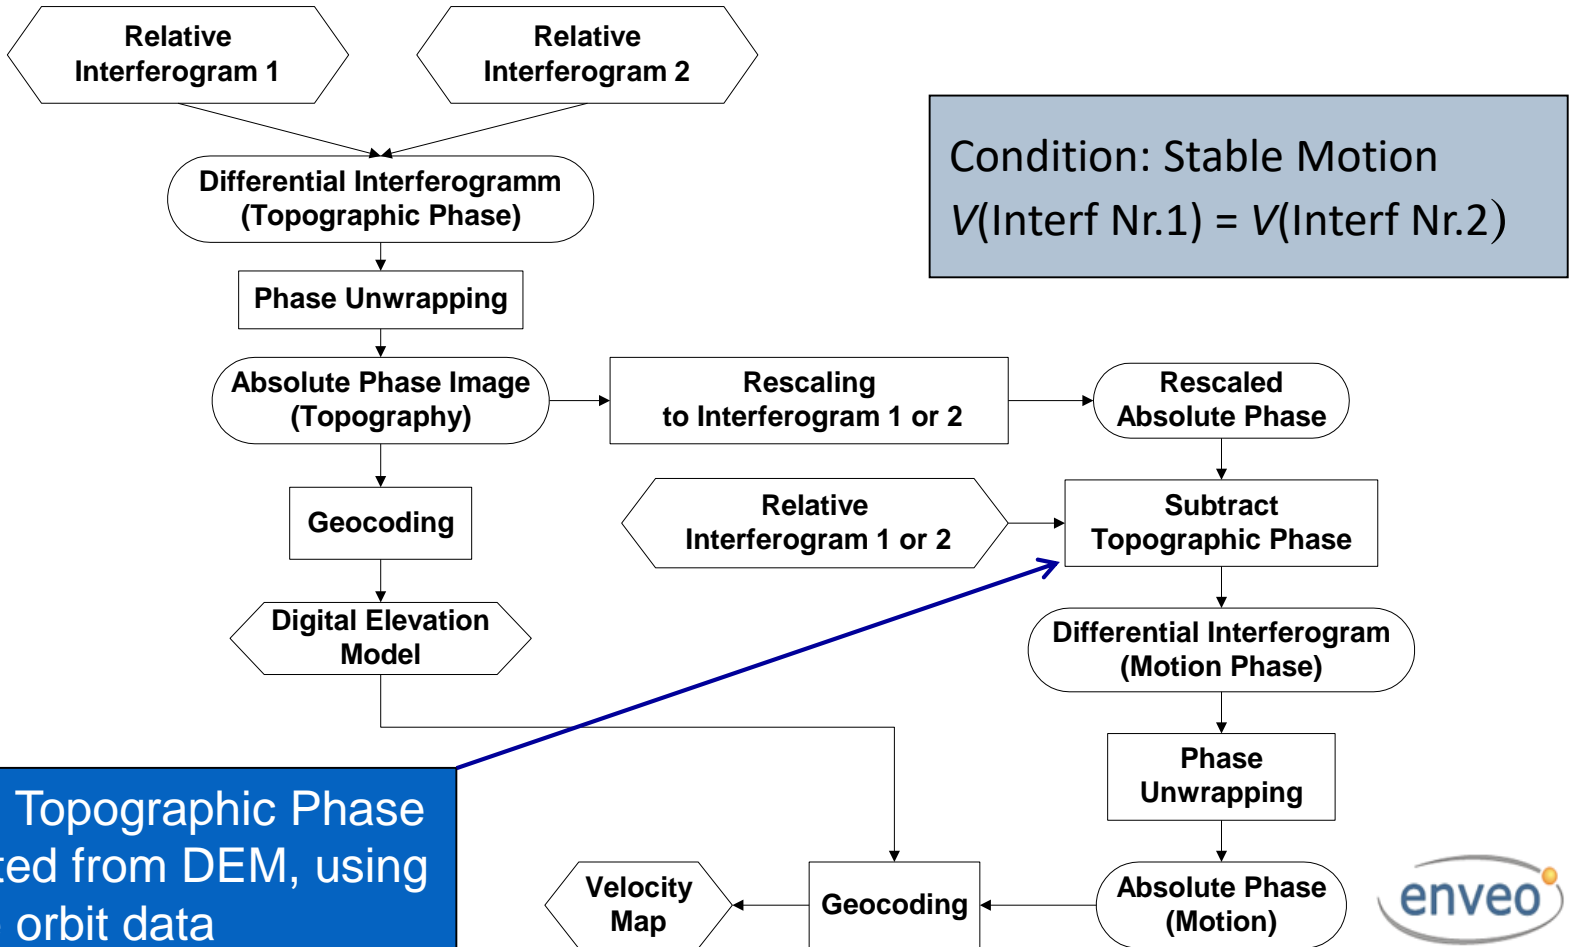 Relative
Interferogram 1
Relative
Interferogram 2
Condition: Stable Motion
V(Interf Nr.1) = V(Interf Nr.2)
Differential Interferogramm
(Topographic Phase)
Phase Unwrapping
Absolute Phase Image
(Topography)
Rescaling
to Interferogram 1 or 2
Rescaled
Absolute Phase
Geocoding
Relative
Interferogram 1 or 2
Subtract
Topographic Phase
Digital Elevation
Model
Differential Interferogram
(Motion Phase)
Phase
Unwrapping
Topographic Phase
from DEM, using
orbit data
Velocity
Map
Geocoding
Absolute Phase
(Motion)
enveo